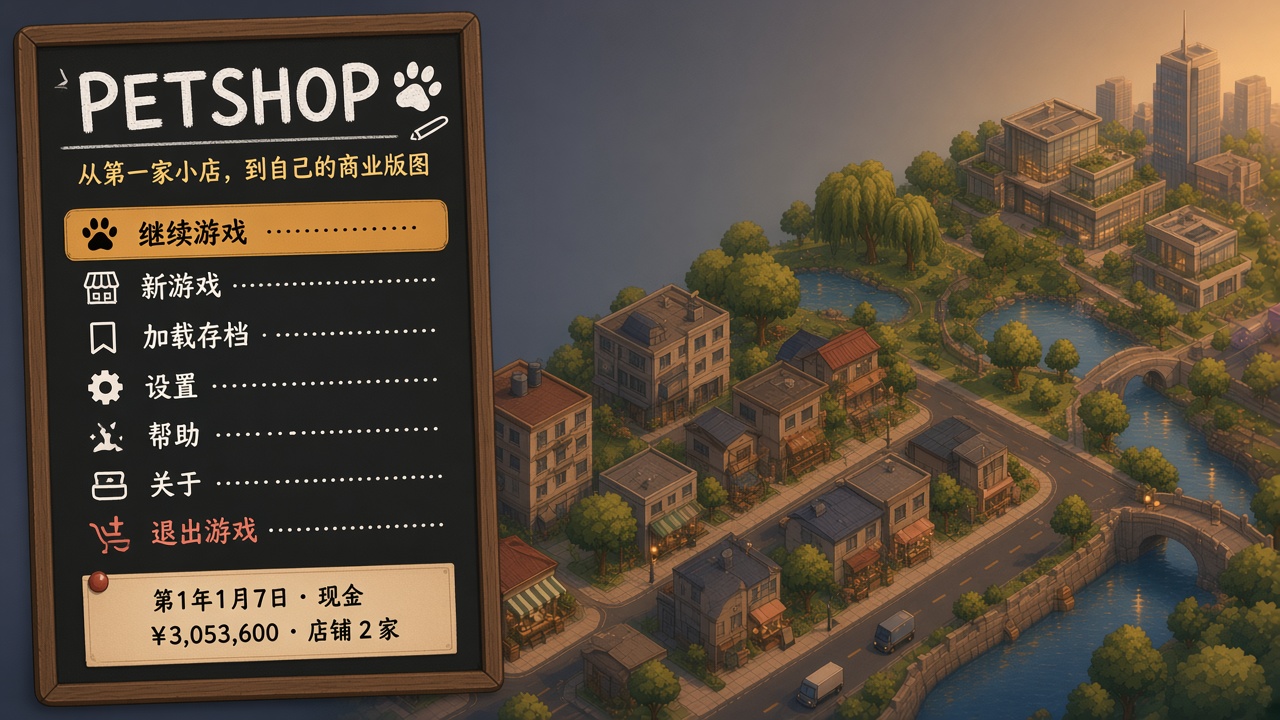 PETSHOP
从第一家小店，到自己的商业版图
继续游戏
新游戏
加载存档
设置
帮助
关于
退出游戏
第1年1月7日 · 现金
¥3,053,600 · 店铺 2 家